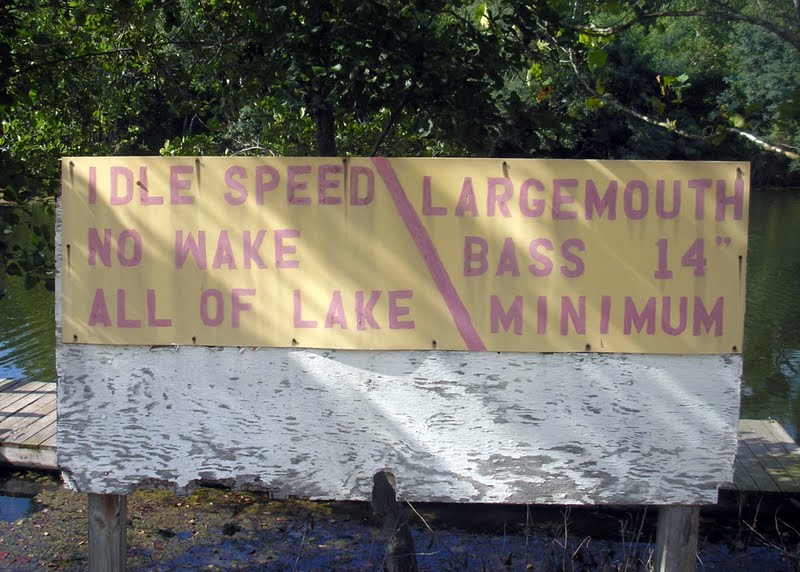 IDLE SPEED
NO WAKE
ALL OF LAKE
LARGEMOUTH
BASS 14"
MINIMUM